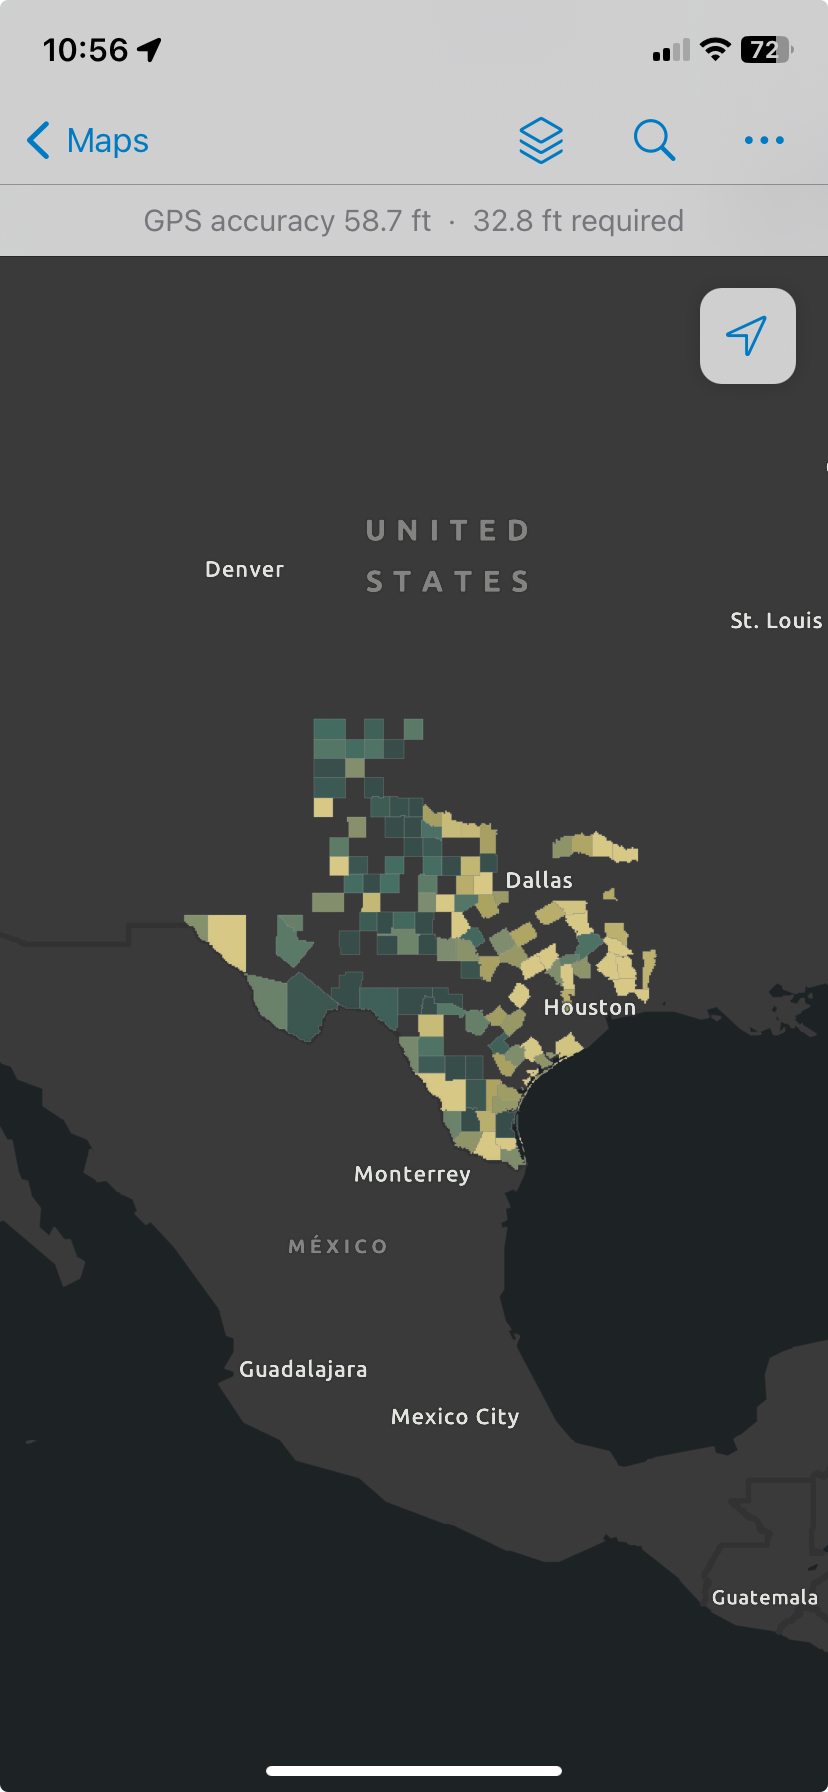 10:56
72
Maps
GPS accuracy 58.7 ft · 32.8 ft required
UNITED
STATES
Denver
St. Louis
Dallas
Houston
Monterrey
MÉXICO
Guadalajara
Mexico City
Guatemala